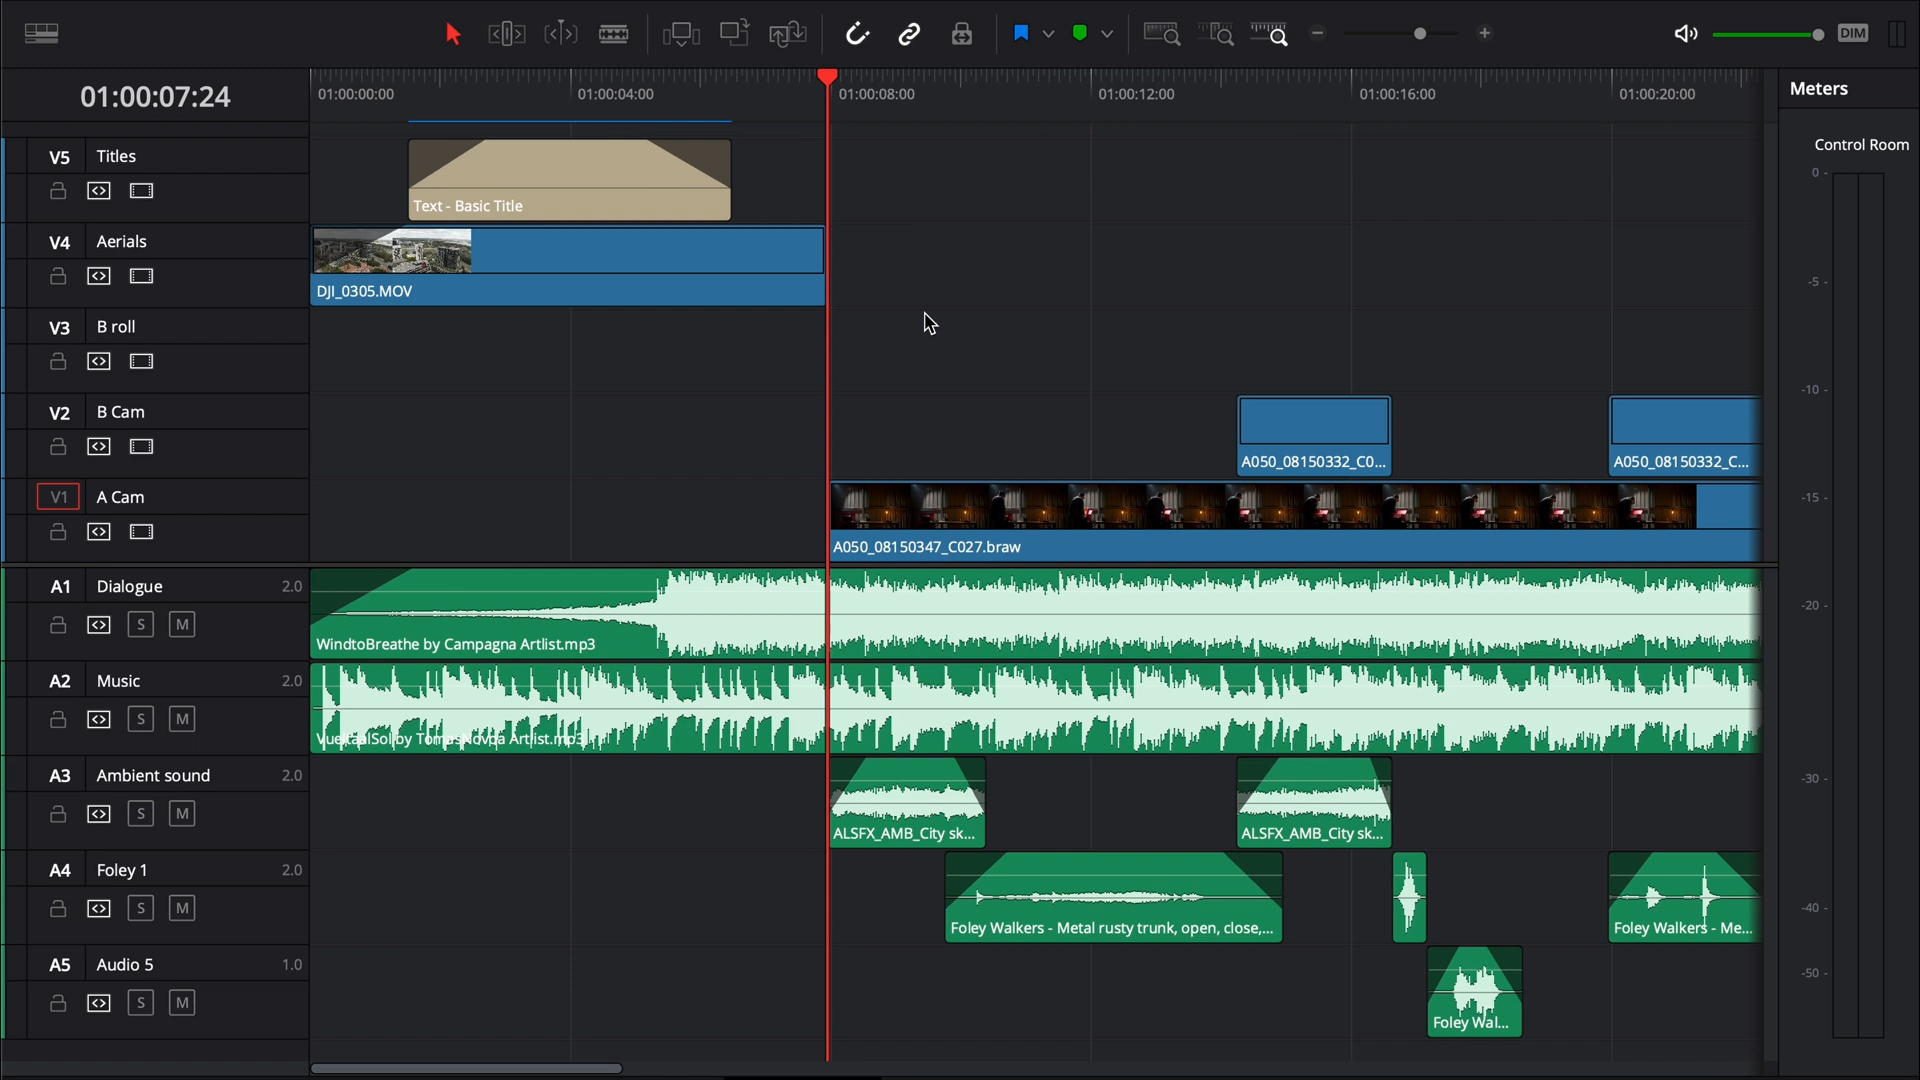 DIM
01:00:07:24
01:00:00:00
01:00:04:00
01:00:08:00
01:00:12:00
01:00:16:00
01:00:20:00
Meters
Control Room
0 -
-5 -
-10 -
-15 -
-20 -
-30 -
-40 -
-50 -
V5 Titles
Text - Basic Title
V4 Aerials
DJI_0305.MOV
V3 B roll
V2 B Cam
A050_08150332_C0...
A050_08150332_C...
V1 A Cam
A050_08150347_C027.braw
A1 Dialogue 2.0
S M
WindtoBreathe by Campagna Artlist.mp3
A2 Music 2.0
S M
VueltaalSol by TomasNovoa Artlist.mp3
A3 Ambient sound 2.0
S M
ALSFX_AMB_City sk...
ALSFX_AMB_City sk...
A4 Foley 1 2.0
S M
Foley Walkers - Metal rusty trunk, open, close,...
Foley Walkers - Me...
A5 Audio 5 1.0
S M
Foley Wal...